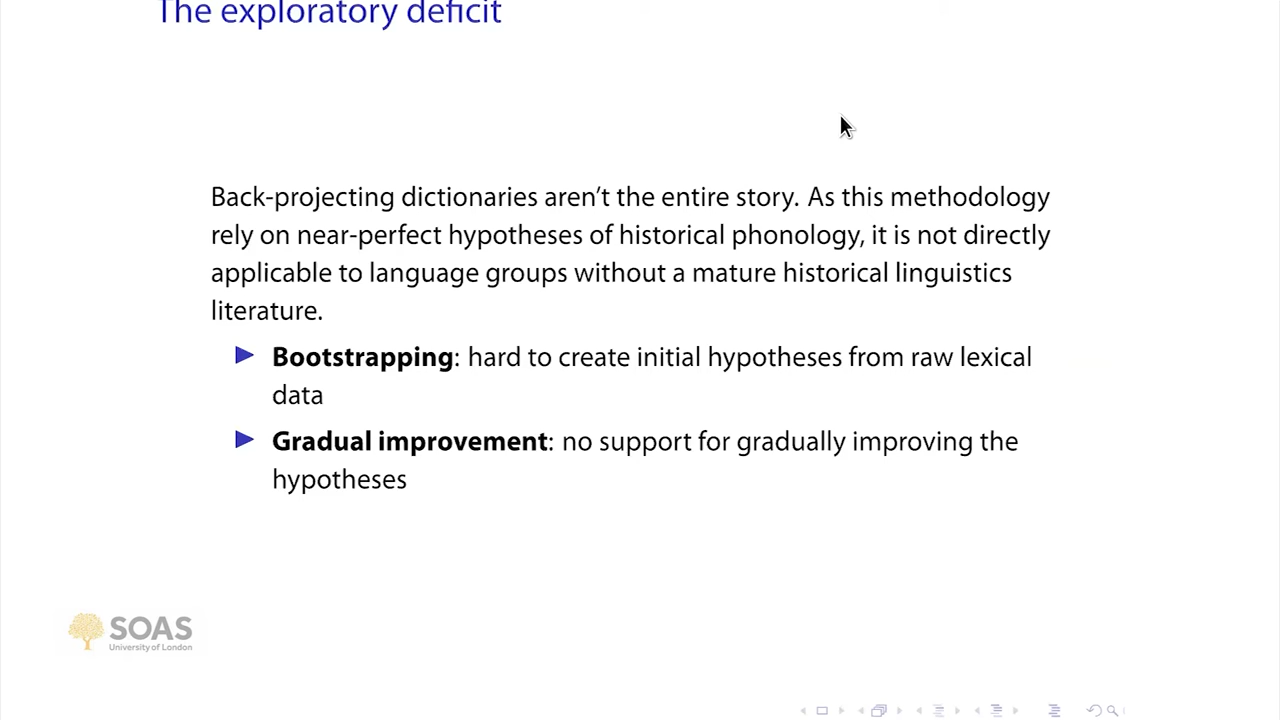 The exploratory deficit
Back-projecting dictionaries aren't the entire story. As this methodology
rely on near-perfect hypotheses of historical phonology, it is not directly
applicable to language groups without a mature historical linguistics
literature.
Bootstrapping: hard to create initial hypotheses from raw lexical
data
Gradual improvement: no support for gradually improving the
hypotheses
SOAS
University of London